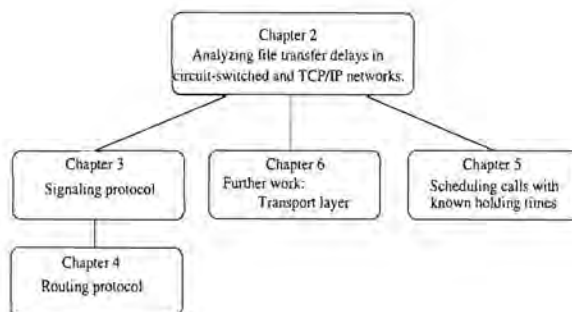 Chapter 2
Analyzing file transfer delays in
circuit-switched and TCP/IP networks.
Chapter 3
Signaling protocol
Chapter 6
Further work:
Transport layer
Chapter 5
Scheduling calls with
known holding times
Chapter 4
Routing protocol